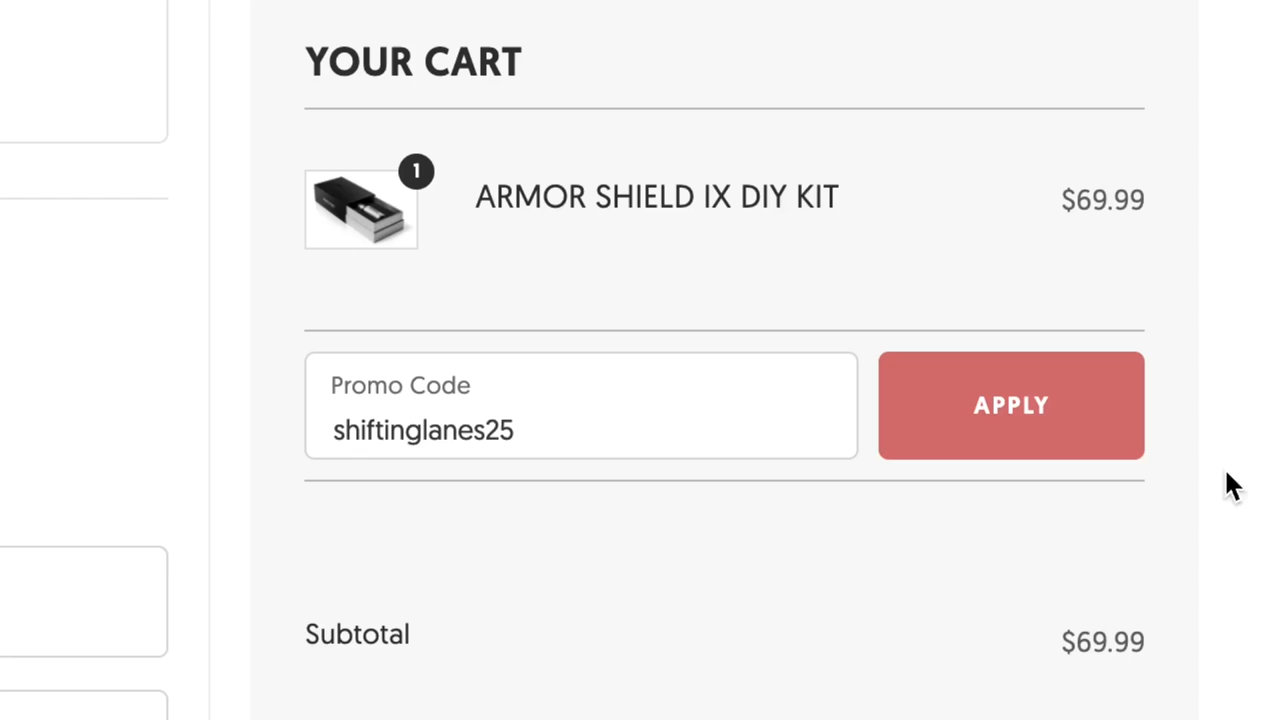 YOUR CART
1
ARMOR SHIELD IX DIY KIT
$69.99
Promo Code
shiftinglanes25
APPLY
Subtotal
$69.99